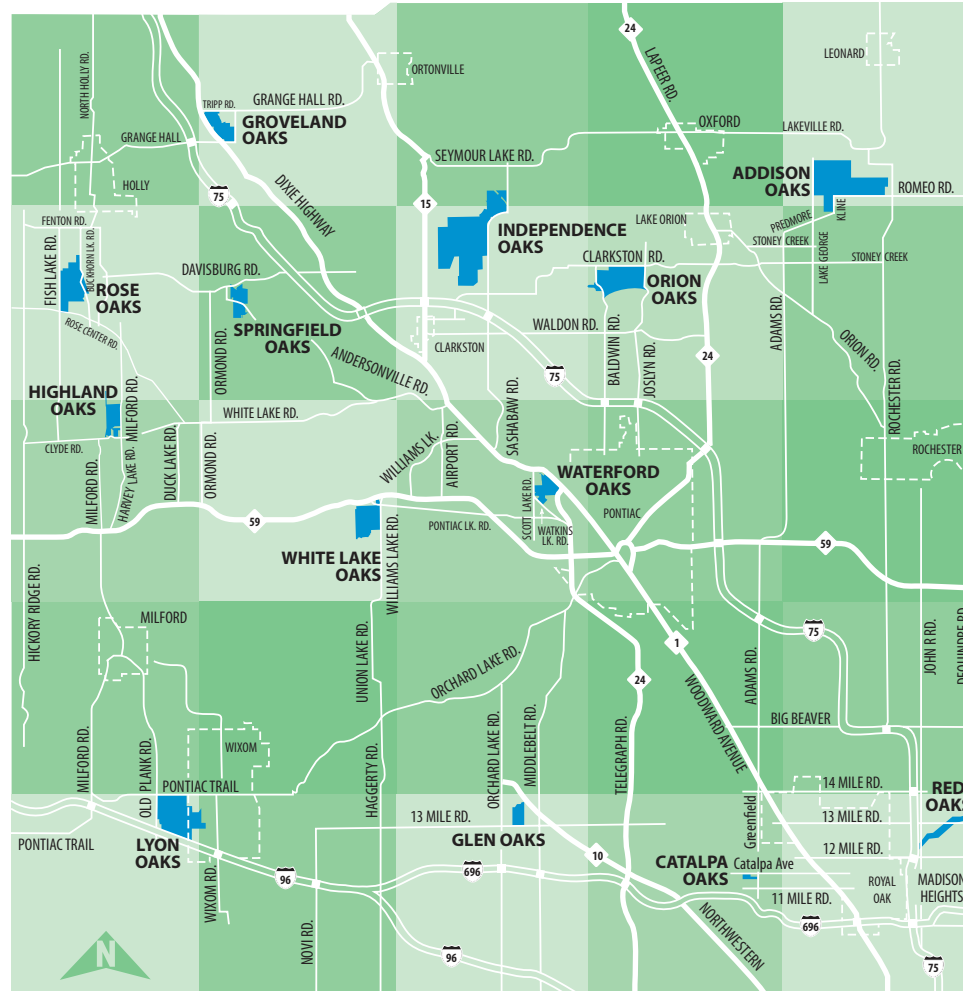 24
LEONARD
NORTH HOLLY RD.
ORTONVILLE
LAPEER RD.
TRIPP RD.
GRANGE HALL RD.
GROVELAND
OAKS
OXFORD
LAKEVILLE RD.
GRANGE HALL
SEYMOUR LAKE RD.
ADDISON
OAKS
HOLLY
75
DIXIE HIGHWAY
15
ROMEO RD.
KLINE
PREDMORE
FENTON RD.
INDEPENDENCE
OAKS
LAKE ORION
STONEY CREEK
LAKE GEORGE
STONEY CREEK
FISH LAKE RD.
BUCKHORN LK. RD.
DAVISBURG RD.
CLARKSTON RD.
ROSE
OAKS
ORION
OAKS
ADAMS RD.
SPRINGFIELD
OAKS
ROSE CENTER RD.
WALDON RD.
CLARKSTON
ORMOND RD.
ANDERSONVILLE RD.
BALDWIN RD.
JOSLYN RD.
24
ORION RD.
75
ROCHESTER RD.
HIGHLAND
OAKS
MILFORD RD.
WHITE LAKE RD.
SASHABAW RD.
CLYDE RD.
MILFORD RD.
HARVEY LAKE RD.
DUCK LAKE RD.
ORMOND RD.
WILLIAMS LK.
AIRPORT RD.
ROCHESTER
WATERFORD
OAKS
SCOTT LAKE RD.
PONTIAC
59
PONTIAC LK. RD.
WATKINS
LK. RD.
59
WHITE LAKE
OAKS
WILLIAMS LAKE RD.
HICKORY RIDGE RD.
MILFORD
75
JOHN R RD.
DEQUINDRE RD.
1
UNION LAKE RD.
ORCHARD LAKE RD.
24
ADAMS RD.
WOODWARD AVENUE
BIG BEAVER
MILFORD RD.
OLD PLANK RD.
WIXOM
HAGGERTY RD.
ORCHARD LAKE RD.
MIDDLEBELT RD.
TELEGRAPH RD.
PONTIAC TRAIL
14 MILE RD.
RED
OAKS
13 MILE RD.
Greenfield
13 MILE RD.
PONTIAC TRAIL
LYON
OAKS
GLEN OAKS
12 MILE RD.
10
CATALPA
OAKS
Catalpa Ave
96
696
WIXOM RD.
ROYAL
OAK
MADISON
HEIGHTS
11 MILE RD.
NOVI RD.
NORTHWESTERN
696
96
75
N